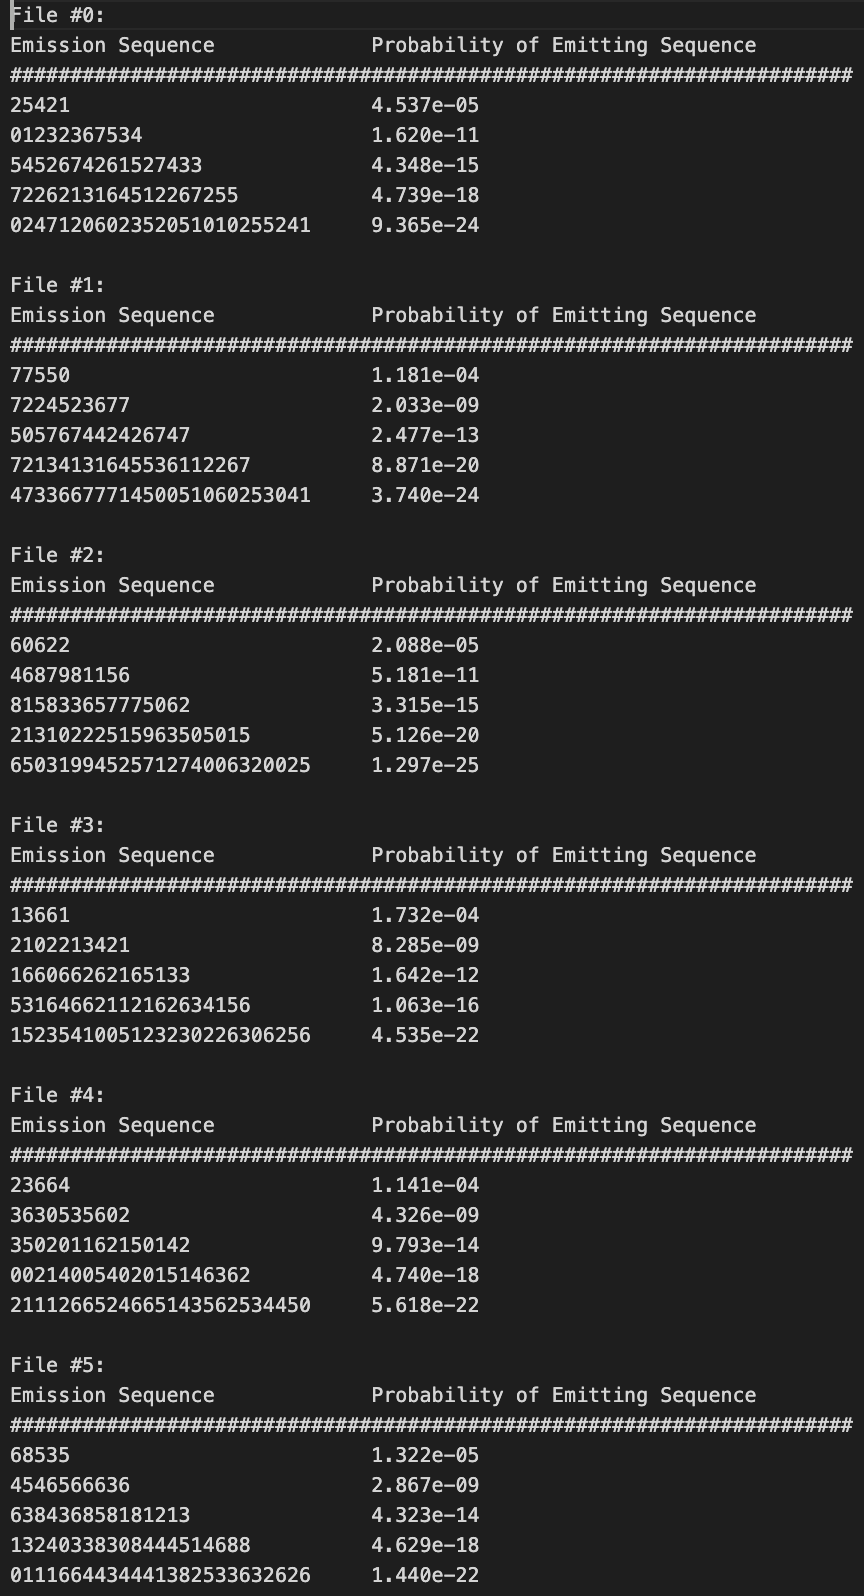 File #0:
Emission Sequence Probability of Emitting Sequence
######################################################################
25421 4.537e-05
01232367534 1.620e-11
5452674261527433 4.348e-15
7226213164512267255 4.739e-18
0247120602352051010255241 9.365e-24
File #1:
Emission Sequence Probability of Emitting Sequence
######################################################################
77550 1.181e-04
7224523677 2.033e-09
505767442426747 2.477e-13
72134131645536112267 8.871e-20
4733667771450051060253041 3.740e-24
File #2:
Emission Sequence Probability of Emitting Sequence
######################################################################
60622 2.088e-05
4687981156 5.181e-11
815833657775062 3.315e-15
21310222515963505015 5.126e-20
6503199452571274006320025 1.297e-25
File #3:
Emission Sequence Probability of Emitting Sequence
######################################################################
13661 1.732e-04
2102213421 8.285e-09
166066262165133 1.642e-12
53164662112162634156 1.063e-16
1523541005123230226306256 4.535e-22
File #4:
Emission Sequence Probability of Emitting Sequence
######################################################################
23664 1.141e-04
3630535602 4.326e-09
350201162150142 9.793e-14
00214005402015146362 4.740e-18
2111266524665143562534450 5.618e-22
File #5:
Emission Sequence Probability of Emitting Sequence
######################################################################
68535 1.322e-05
4546566636 2.867e-09
638436858181213 4.323e-14
13240338308444514688 4.629e-18
0111664434441382533632626 1.440e-22